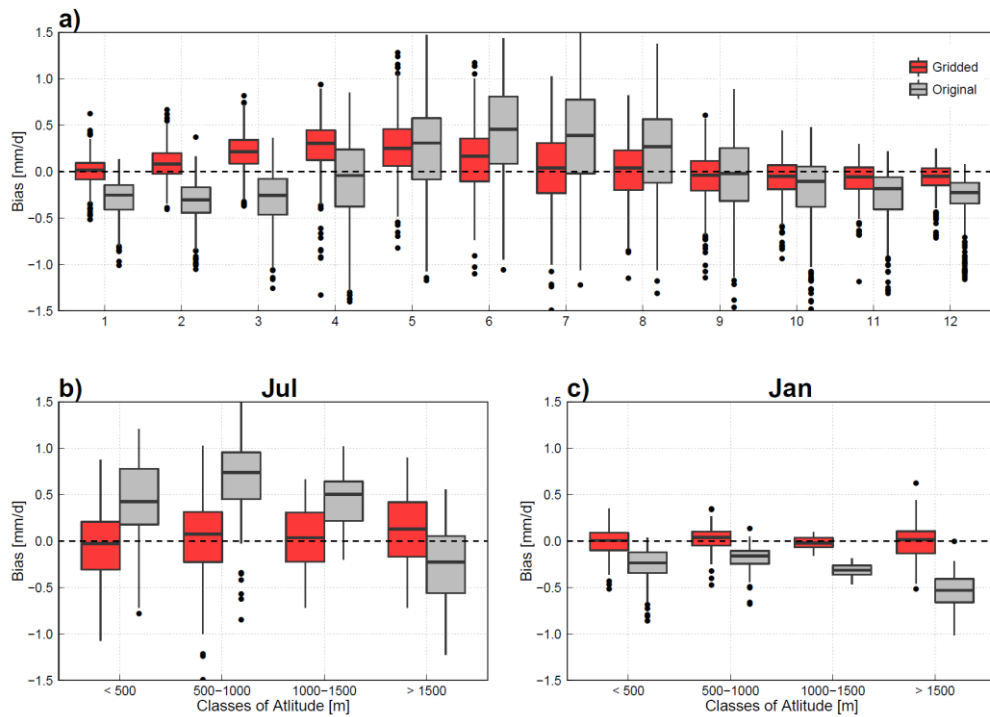 a)
1.5
1.0
0.5
0.0
−0.5
−1.0
−1.5
Bias [mm/d]
Gridded
Original
1 2 3 4 5 6 7 8 9 10 11 12
b) Jul
1.5
1.0
0.5
0.0
−0.5
−1.0
−1.5
Bias [mm/d]
< 500 500−1000 1000−1500 > 1500
Classes of Atlitude [m]
c) Jan
1.5
1.0
0.5
0.0
−0.5
−1.0
−1.5
Bias [mm/d]
< 500 500−1000 1000−1500 > 1500
Classes of Atlitude [m]